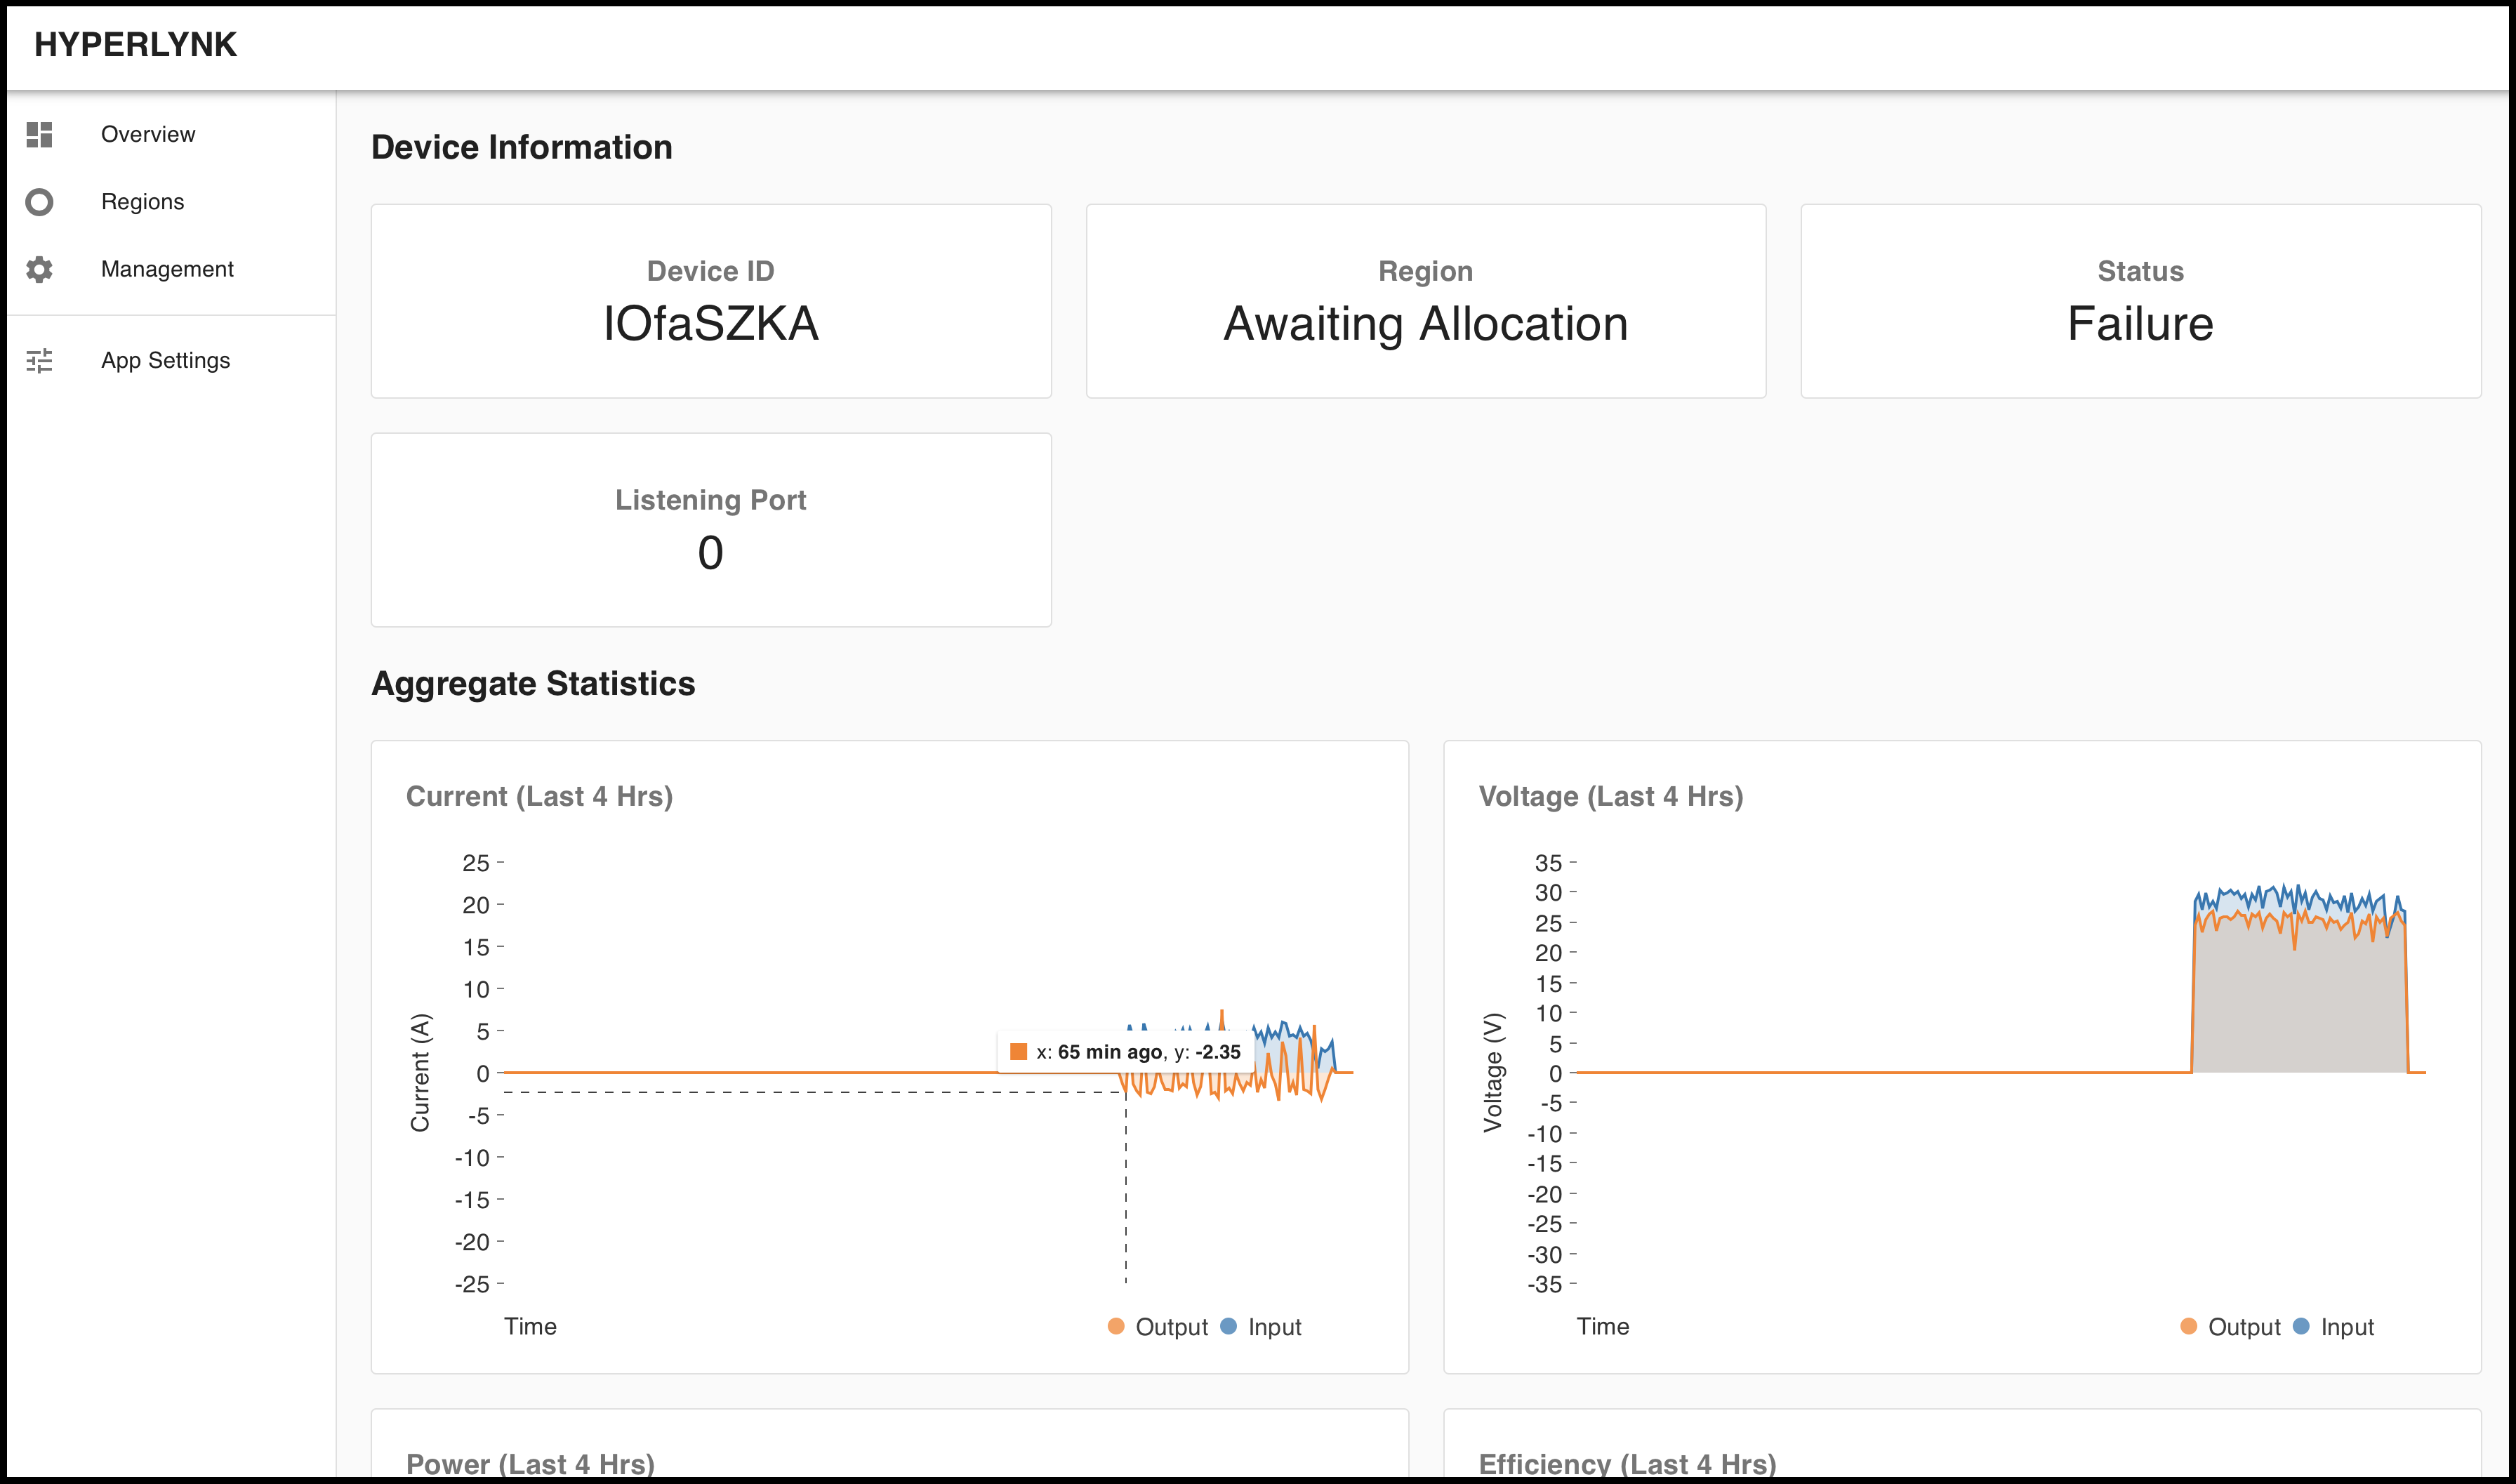 HYPERLYNK
Overview
Regions
Management
App Settings
Device Information
Device ID
lOfaSZKA
Region
Awaiting Allocation
Status
Failure
Listening Port
0
Aggregate Statistics
Current (Last 4 Hrs)
25
20
15
10
5
0
-5
-10
-15
-20
-25
Current (A)
x: 65 min ago, y: -2.35
Time
Output
Input
Voltage (Last 4 Hrs)
35
30
25
20
15
10
5
0
-5
-10
-15
-20
-25
-30
-35
Voltage (V)
Time
Output
Input
Power (Last 4 Hrs)
Efficiency (Last 4 Hrs)